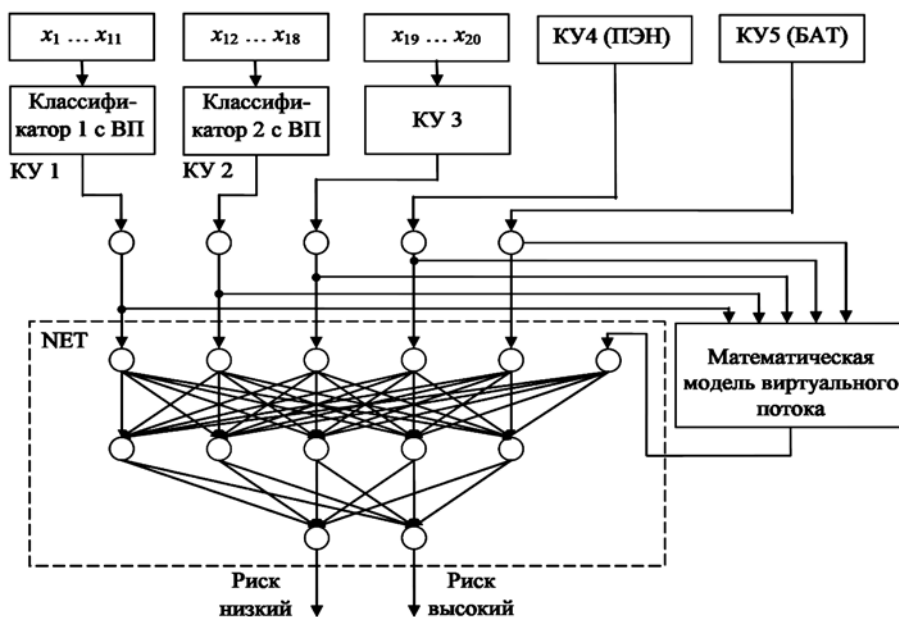 x₁ … x₁₁
x₁₂ … x₁₈
x₁₉ … x₂₀
КУ4 (ПЭН)
КУ5 (БАТ)
Классифи-
катор 1 с ВП
Классифи-
катор 2 с ВП
КУ 3
КУ 1
КУ 2
NET
Математическая
модель виртуального
потока
Риск
низкий
Риск
высокий